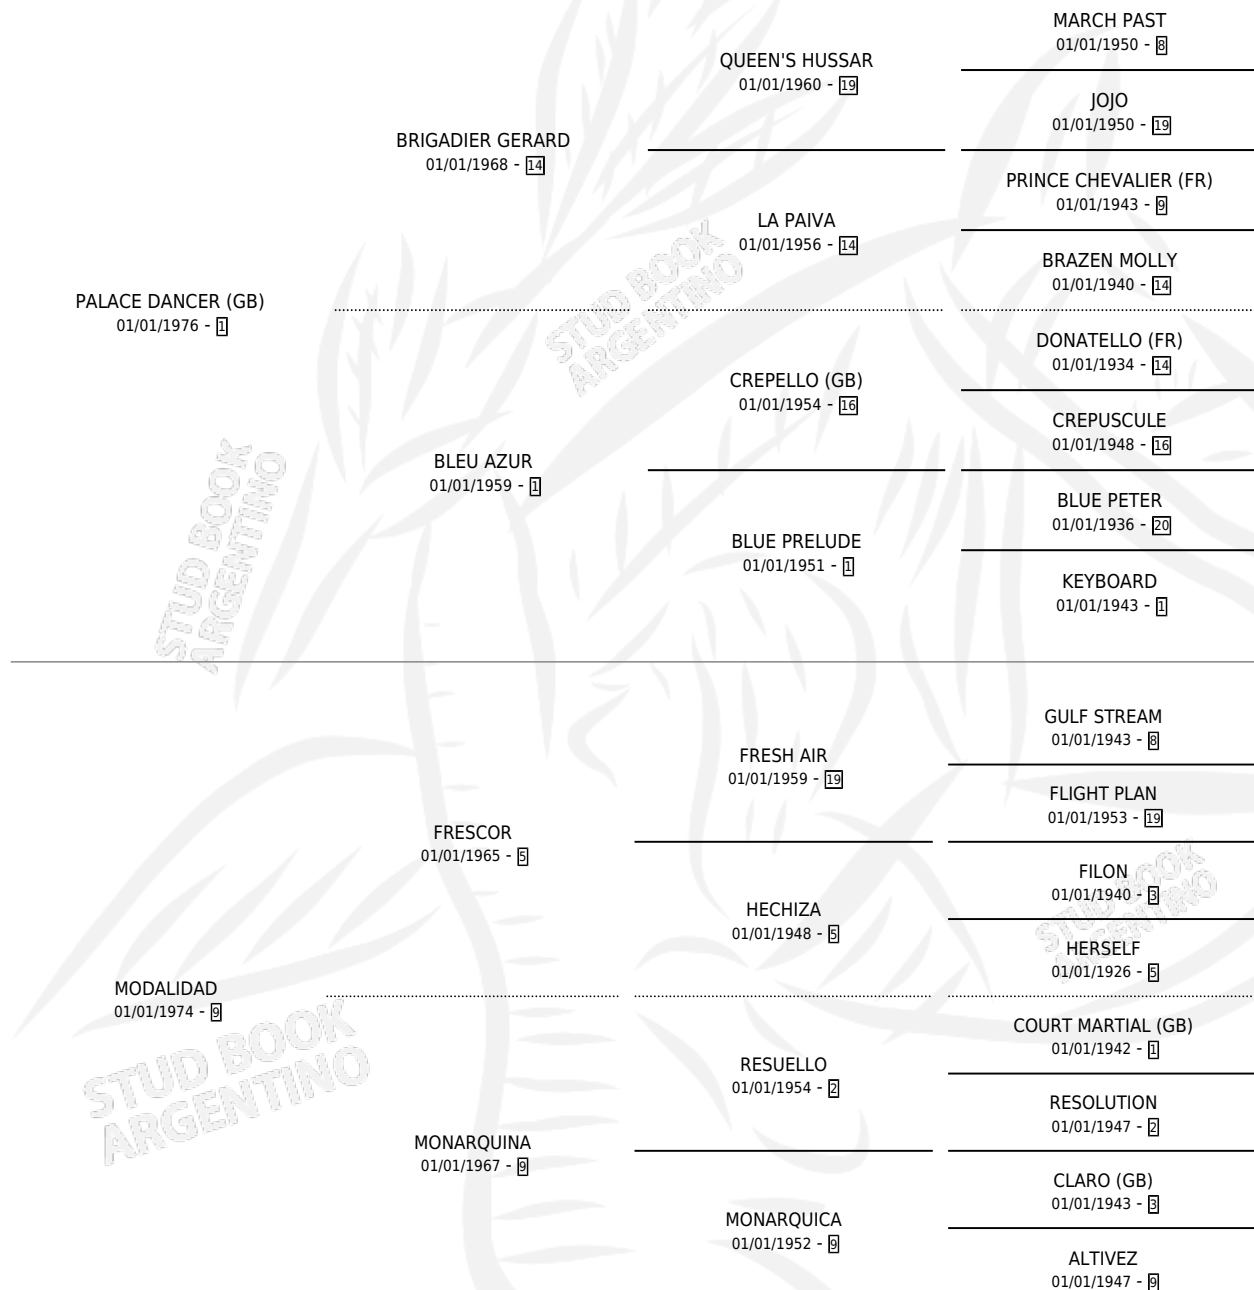 MARCH PAST
01/01/1950 - 8
QUEEN'S HUSSAR
01/01/1960 - 19
JOJO
01/01/1950 - 19
BRIGADIER GERARD
01/01/1968 - 14
PRINCE CHEVALIER (FR)
01/01/1943 - 9
LA PAIVA
01/01/1956 - 14
BRAZEN MOLLY
01/01/1940 - 14
PALACE DANCER (GB)
01/01/1976 - 1
STUD BOOK
ARGENTINO
DONATELLO (FR)
01/01/1934 - 14
CREPELLO (GB)
01/01/1954 - 16
CREPUSCULE
01/01/1948 - 16
BLEU AZUR
01/01/1959 - 1
BLUE PETER
01/01/1936 - 20
BLUE PRELUDE
01/01/1951 - 1
KEYBOARD
01/01/1943 - 1
STUD BOOK
ARGENTINO
GULF STREAM
01/01/1943 - 8
FRESH AIR
01/01/1959 - 19
FLIGHT PLAN
01/01/1953 - 19
FRESCOR
01/01/1965 - 5
FILON
01/01/1940 - 3
HECHIZA
01/01/1948 - 5
HERSELF
01/01/1926 - 5
STUD BOOK
ARGENTINO
MODALIDAD
01/01/1974 - 9
COURT MARTIAL (GB)
01/01/1942 - 1
RESUELLO
01/01/1954 - 2
RESOLUTION
01/01/1947 - 2
STUD BOOK
ARGENTINO
MONARQUINA
01/01/1967 - 9
CLARO (GB)
01/01/1943 - 3
MONARQUICA
01/01/1952 - 9
ALTIVEZ
01/01/1947 - 9